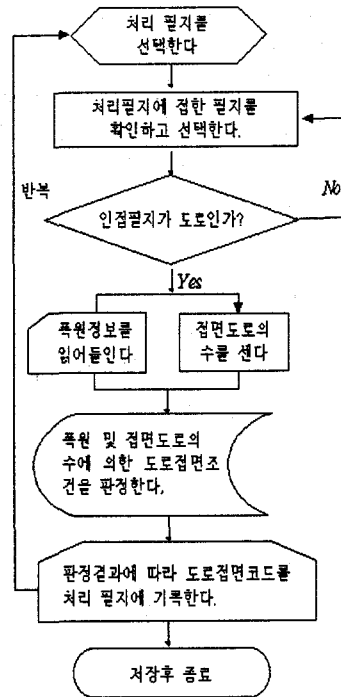 처리 필지를
선택한다
처리필지에 접한 필지를
확인하고 선택한다.
반복
No
인접필지가 도로인가?
Yes
폭원정보를
읽어들인다
접면도로의
수를 센다
폭원 및 접면도로의
수에 의한 도로접면조
건을 판정한다,
판정결과에 따라 도로접면코드를
처리 필지에 기록한다.
저장후 종료